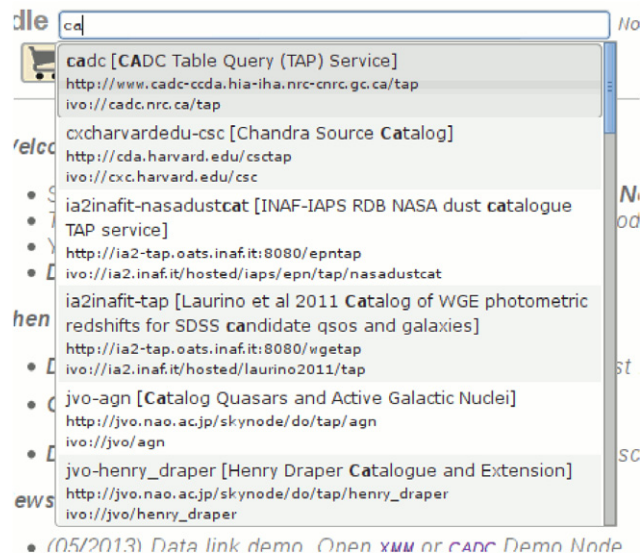 dle ca No
cadc [CADC Table Query (TAP) Service]
http://www.cadc-ccda.hia-iha.nrc-cnrc.gc.ca/tap
ivo://cadc.nrc.ca/tap
cxcharvardedu-csc [Chandra Source Catalog]
http://cda.harvard.edu/csctap
ivo://cxc.harvard.edu/csc
ia2inafit-nasadustcat [INAF-IAPS RDB NASA dust catalogue
TAP service]
http://ia2-tap.oats.inaf.it:8080/epntap
ivo://ia2.inaf.it/hosted/iaps/epn/tap/nasadustcat
ia2inafit-tap [Laurino et al 2011 Catalog of WGE photometric
redshifts for SDSS candidate qsos and galaxies]
http://ia2-tap.oats.inaf.it:8080/wgetap
ivo://ia2.inaf.it/hosted/laurino2011/tap
jvo-agn [Catalog Quasars and Active Galactic Nuclei]
http://jvo.nao.ac.jp/skynode/do/tap/agn
ivo://jvo/agn
jvo-henry_draper [Henry Draper Catalogue and Extension]
http://jvo.nao.ac.jp/skynode/do/tap/henry_draper
ivo://jvo/henry_draper
ews
(05/2013) Data link demo. Open XMM or CADC Demo Node